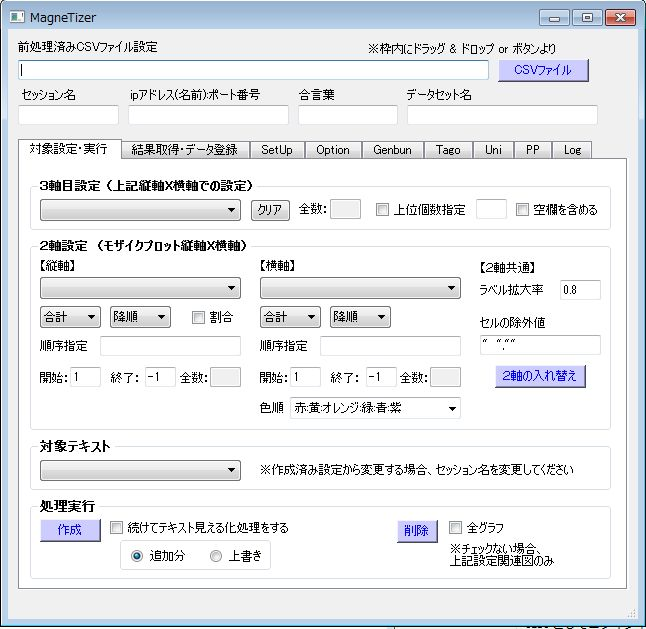 MagneTizer
前処理済みCSVファイル設定
※枠内にドラッグ & ドロップ or ボタンより
CSVファイル
セッション名
ipアドレス(名前):ポート番号
合言葉
データセット名
対象設定・実行
結果取得・データ登録
SetUp
Option
Genbun
Tago
Uni
PP
Log
3軸目設定（上記縦軸X横軸での設定）
クリア
全数:
上位個数指定
空欄を含める
2軸設定 （モザイクプロット縦軸X横軸）
【縦軸】
【横軸】
【2軸共通】
ラベル拡大率 0.8
合計 降順 割合
合計 降順
セルの除外値
順序指定
順序指定
" ",""
開始: 1 終了: -1 全数:
開始: 1 終了: -1 全数:
2軸の入れ替え
色順 赤:黄:オレンジ:緑:青:紫
対象テキスト
※作成済み設定から変更する場合、セッション名を変更してください
処理実行
作成
続けてテキスト見える化処理をする
追加分
上書き
削除
全グラフ
※チェックない場合、
上記設定関連図のみ